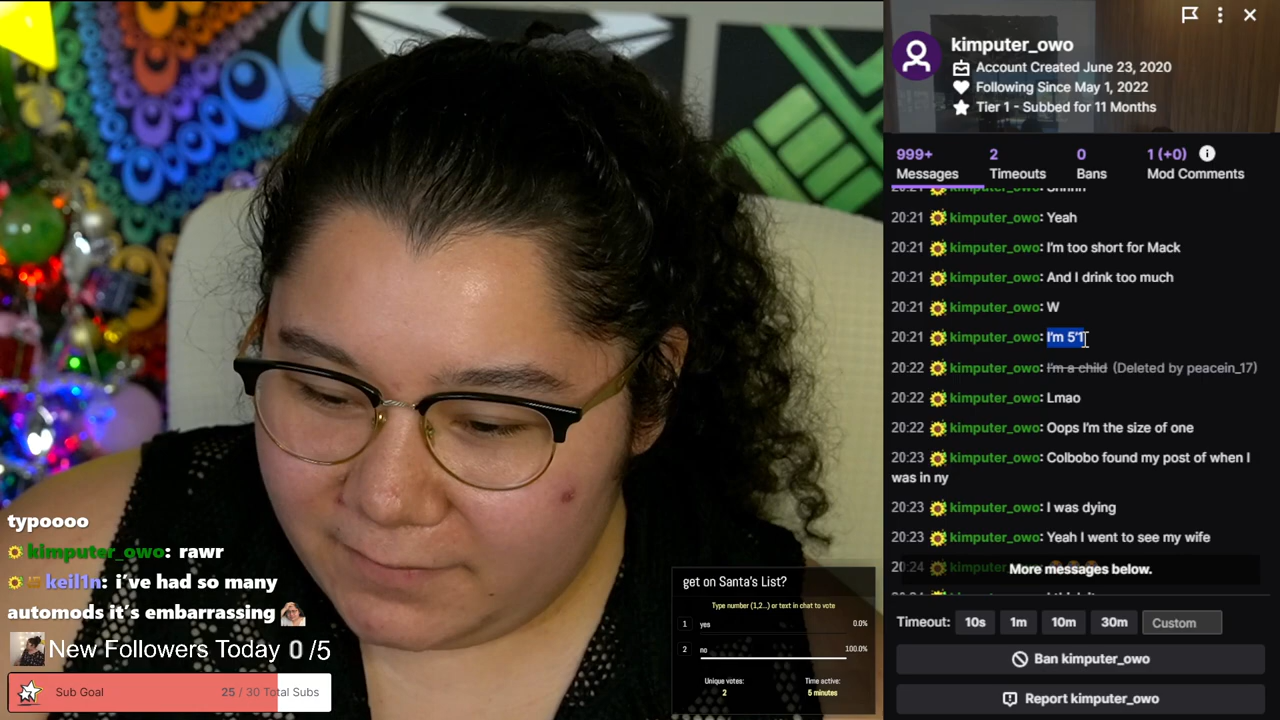 typoooo
kimputer_owo: rawr
keil1n: i've had so many
automods it's embarrassing
New Followers Today 0 /5
Sub Goal 25 / 30 Total Subs
get on Santa's List?
Type number (1,2...) or text in chat to vote
1 yes 0.0%
2 no 100.0%
Unique votes: Time active:
2 5 minutes
kimputer_owo
Account Created June 23, 2020
Following Since May 1, 2022
Tier 1 - Subbed for 11 Months
999+ 2 0 1 (+0)
Messages Timeouts Bans Mod Comments
20:21 kimputer_owo: Shhhh
20:21 kimputer_owo: Yeah
20:21 kimputer_owo: I'm too short for Mack
20:21 kimputer_owo: And I drink too much
20:21 kimputer_owo: W
20:21 kimputer_owo: I'm 5'1
20:22 kimputer_owo: I'm a child (Deleted by peacein_17)
20:22 kimputer_owo: Lmao
20:22 kimputer_owo: Oops I'm the size of one
20:23 kimputer_owo: Colbobo found my post of when I
was in ny
20:23 kimputer_owo: I was dying
20:23 kimputer_owo: Yeah I went to see my wife
20:24 kimputer
More messages below.
Timeout: 10s 1m 10m 30m Custom
Ban kimputer_owo
Report kimputer_owo